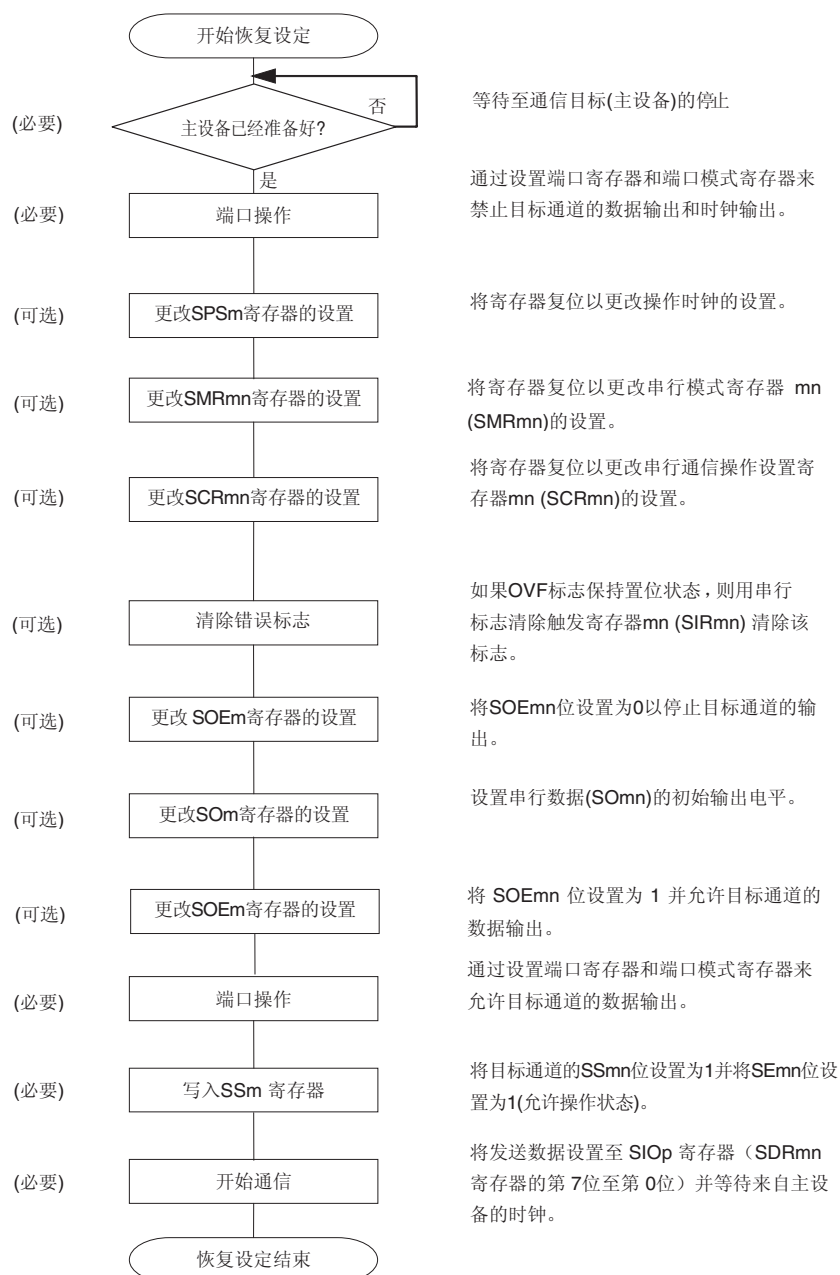 开始恢复设定
否
等待至通信目标(主设备)的停止
(必要)
主设备已经准备好?
是
通过设置端口寄存器和端口模式寄存器来
禁止目标通道的数据输出和时钟输出。
(必要)
端口操作
(可选)
更改SPSm寄存器的设置
将寄存器复位以更改操作时钟的设置。
(可选)
更改SMRmn寄存器的设置
将寄存器复位以更改串行模式寄存器 mn
(SMRmn)的设置。
(可选)
更改SCRmn寄存器的设置
将寄存器复位以更改串行通信操作设置寄
存器mn (SCRmn)的设置。
(可选)
清除错误标志
如果OVF标志保持置位状态,则用串行
标志清除触发寄存器mn (SIRmn) 清除该
标志。
(可选)
更改 SOEm寄存器的设置
将SOEmn位设置为0以停止目标通道的输
出。
(可选)
更改SOm寄存器的设置
设置串行数据(SOmn)的初始输出电平。
(可选)
更改SOEm寄存器的设置
将 SOEmn 位设置为 1 并允许目标通道的
数据输出。
(必要)
端口操作
通过设置端口寄存器和端口模式寄存器来
允许目标通道的数据输出。
(必要)
写入SSm 寄存器
将目标通道的SSmn位设置为1并将SEmn位设
置为1(允许操作状态)。
(必要)
开始通信
将发送数据设置至 SIOp 寄存器（SDRmn
寄存器的第 7位至第 0位）并等待来自主设
备的时钟。
恢复设定结束